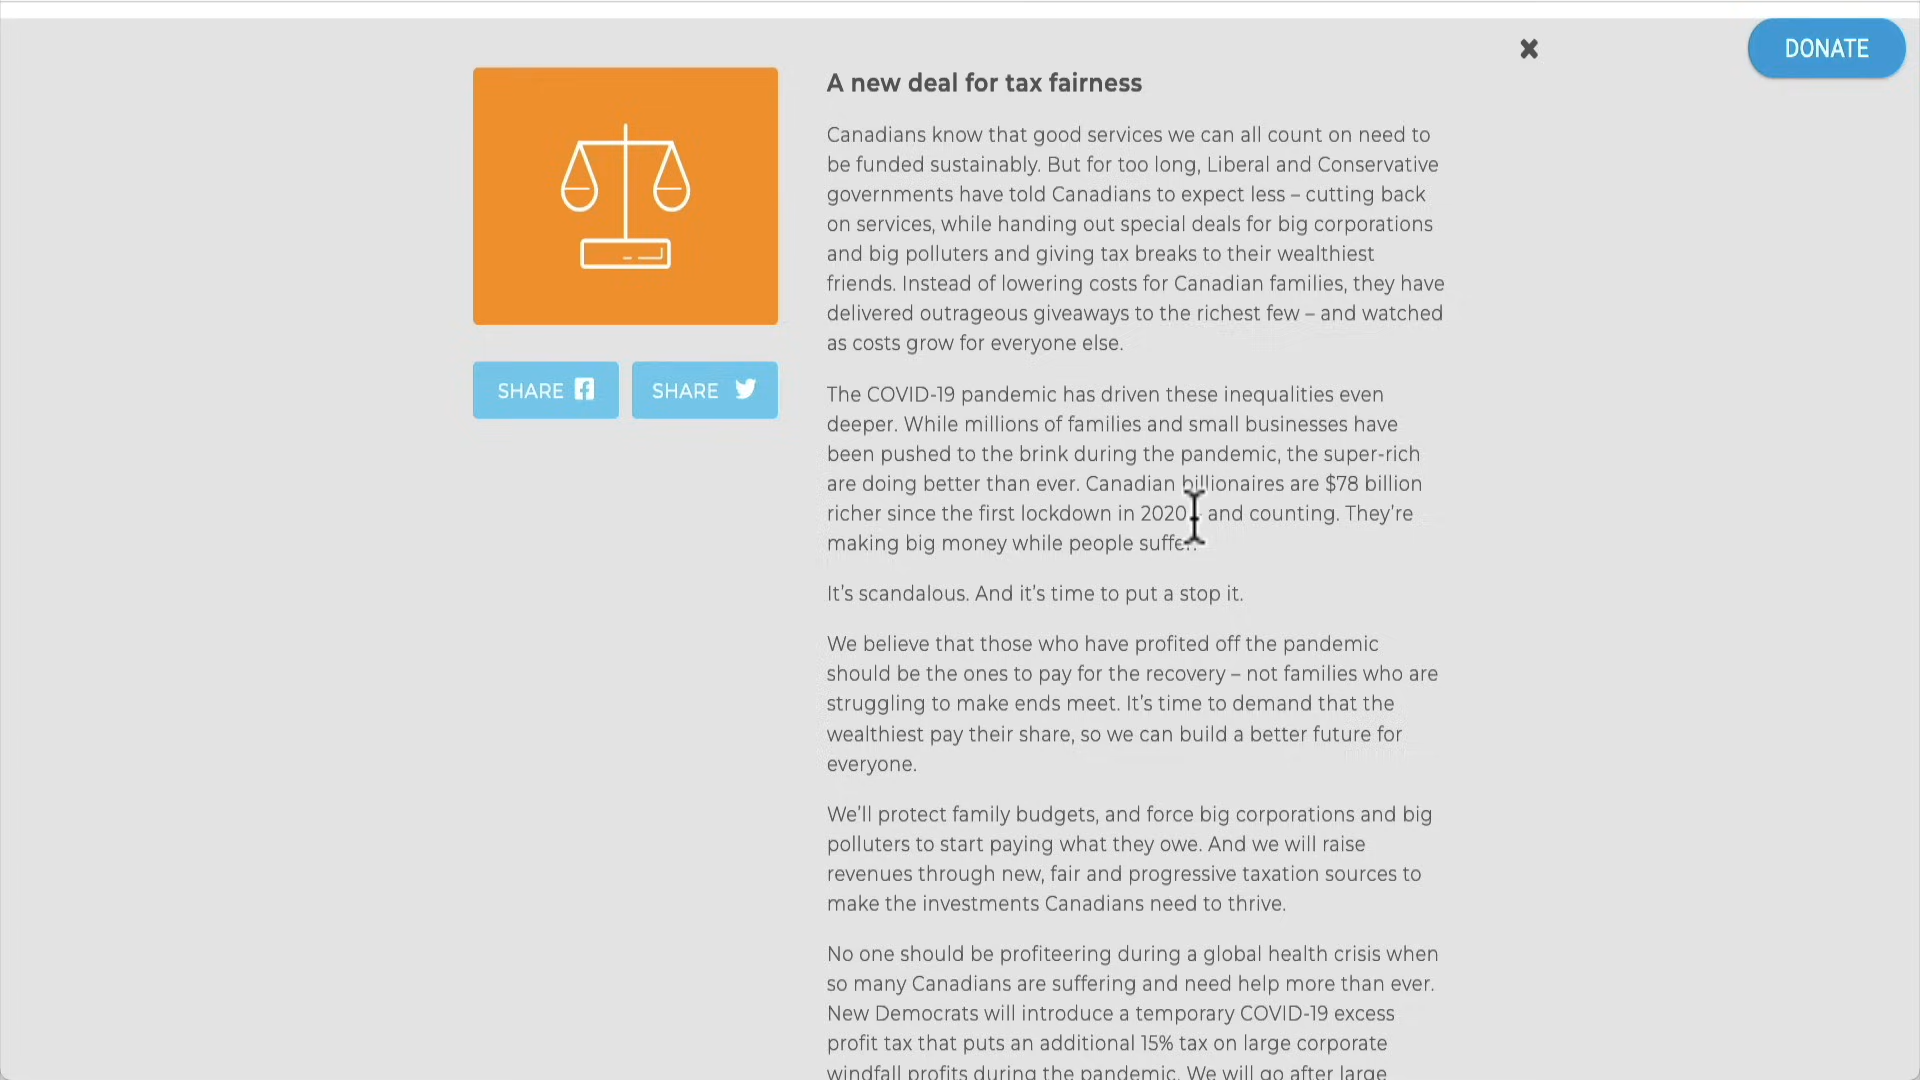 DONATE
A new deal for tax fairness
Canadians know that good services we can all count on need to
be funded sustainably. But for too long, Liberal and Conservative
governments have told Canadians to expect less – cutting back
on services, while handing out special deals for big corporations
and big polluters and giving tax breaks to their wealthiest
friends. Instead of lowering costs for Canadian families, they have
delivered outrageous giveaways to the richest few – and watched
as costs grow for everyone else.
SHARE
SHARE
The COVID-19 pandemic has driven these inequalities even
deeper. While millions of families and small businesses have
been pushed to the brink during the pandemic, the super-rich
are doing better than ever. Canadian billionaires are $78 billion
richer since the first lockdown in 2020 and counting. They’re
making big money while people suffer.
It’s scandalous. And it’s time to put a stop it.
We believe that those who have profited off the pandemic
should be the ones to pay for the recovery – not families who are
struggling to make ends meet. It’s time to demand that the
wealthiest pay their share, so we can build a better future for
everyone.
We’ll protect family budgets, and force big corporations and big
polluters to start paying what they owe. And we will raise
revenues through new, fair and progressive taxation sources to
make the investments Canadians need to thrive.
No one should be profiteering during a global health crisis when
so many Canadians are suffering and need help more than ever.
New Democrats will introduce a temporary COVID-19 excess
profit tax that puts an additional 15% tax on large corporate
windfall profits during the pandemic. We will go after large